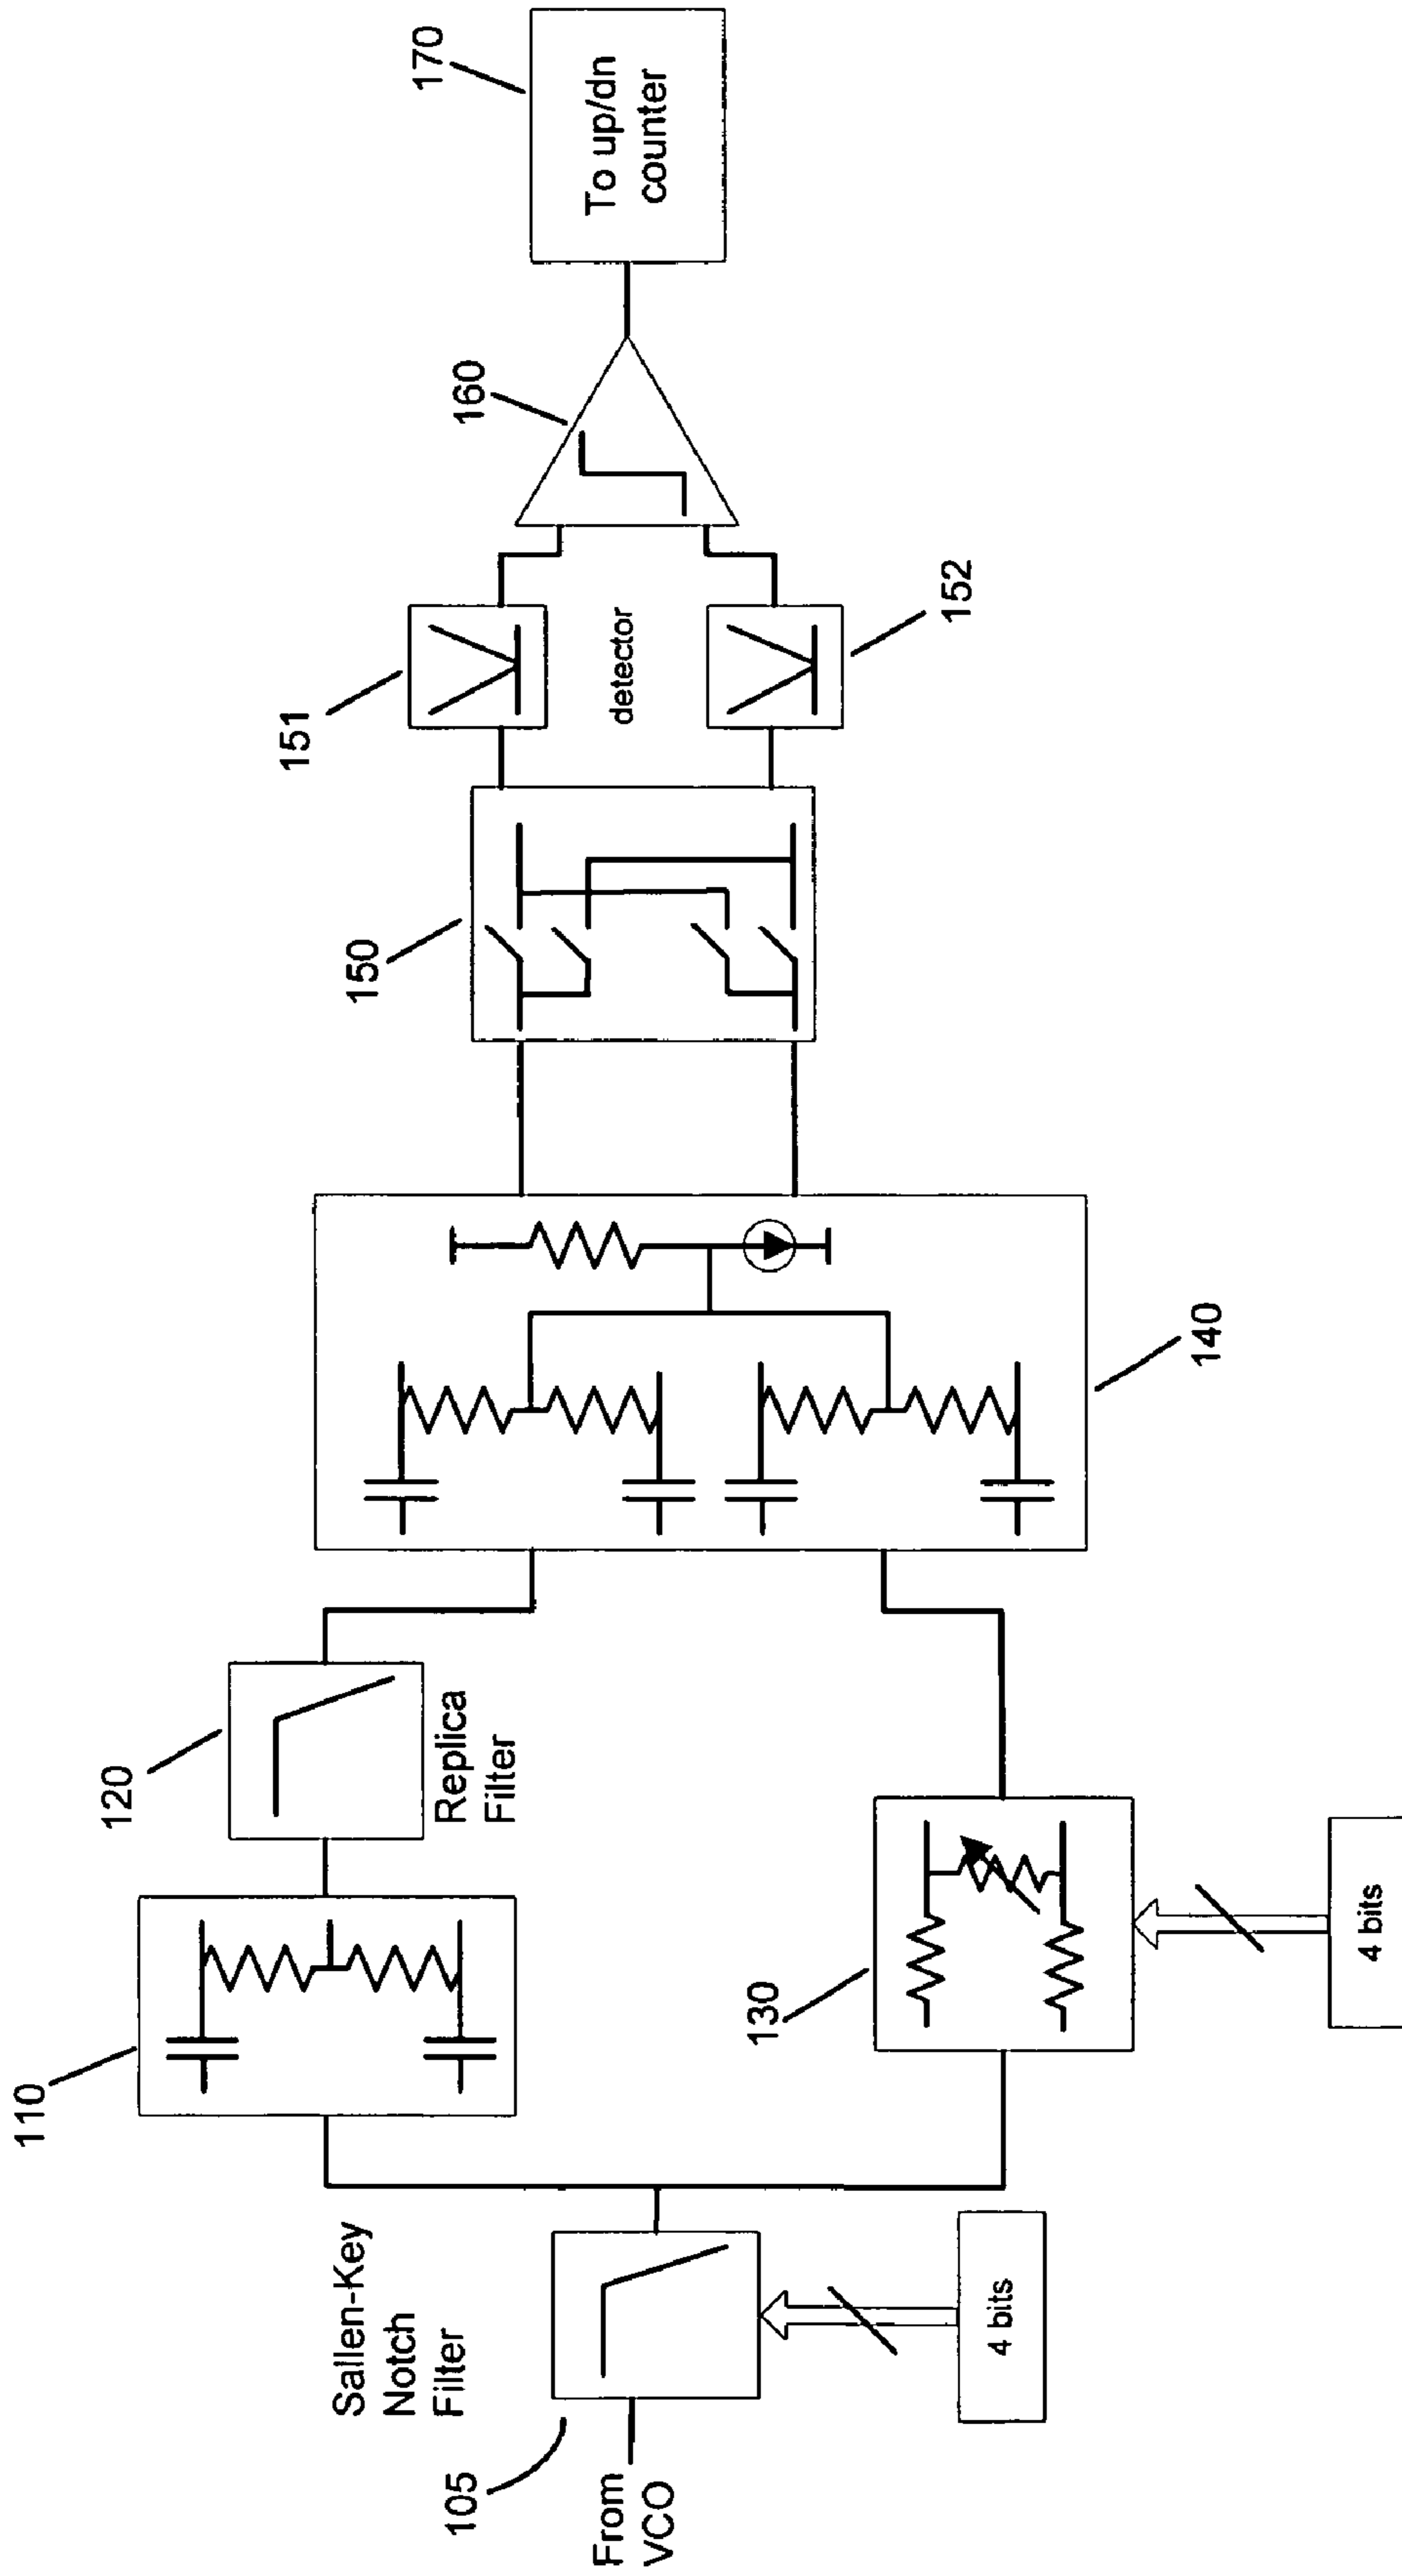 From
VCO
105
Sallen-Key
Notch
Filter
4 bits
110
120
Replica
Filter
130
4 bits
140
150
151
detector
152
160
170
To up/dn
counter